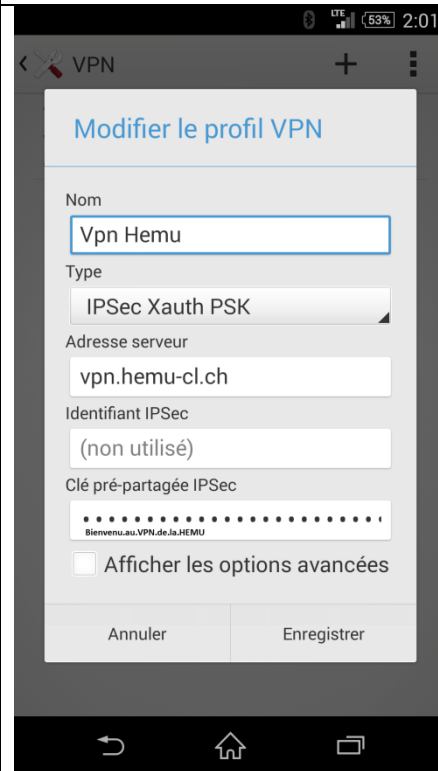 LTE 53% 2:01
VPN
Modifier le profil VPN
Nom
Vpn Hemu
Type
IPSec Xauth PSK
Adresse serveur
vpn.hemu-cl.ch
Identifiant IPSec
(non utilisé)
Clé pré-partagée IPSec
Bienvenu.au.VPN.de.la.HEMU
Afficher les options avancées
Annuler Enregistrer